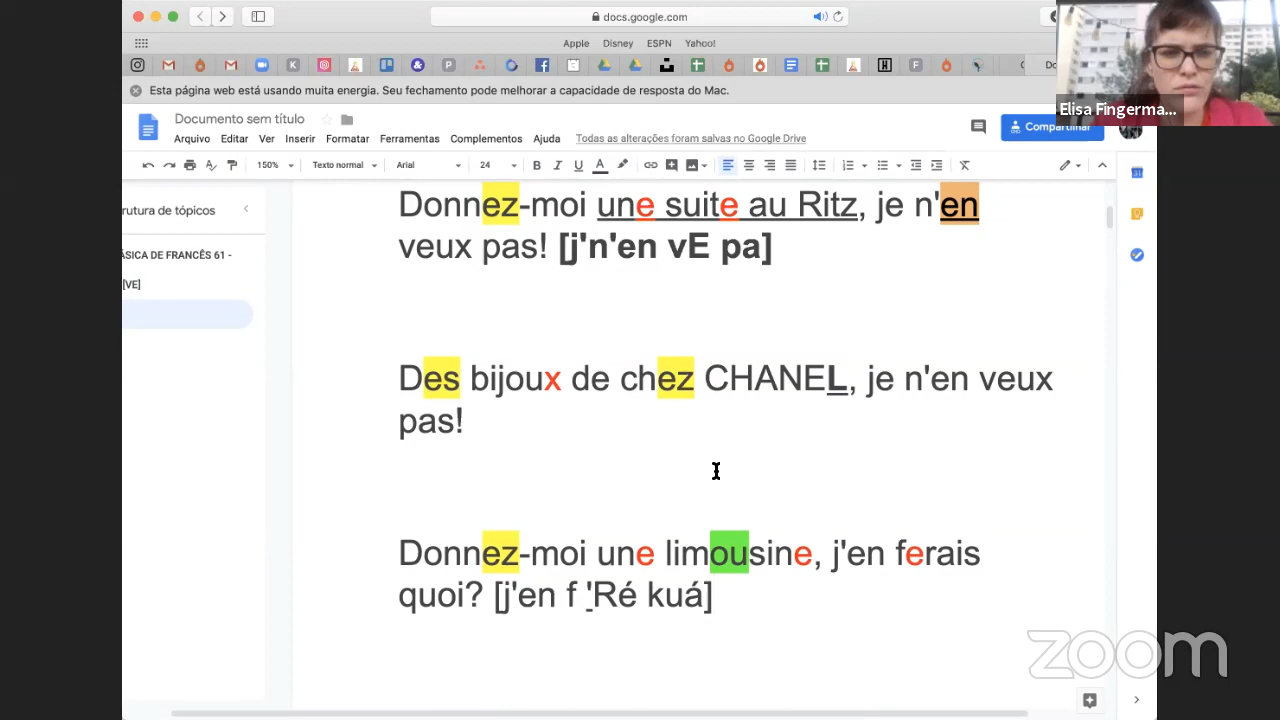 docs.google.com
Apple Disney ESPN Yahoo!
Esta página web está usando muita energia. Seu fechamento pode melhorar a capacidade de resposta do Mac.
Elisa Fingerma...
Documento sem título
Compartilhar
Arquivo Editar Ver Inserir Formatar Ferramentas Complementos Ajuda Todas as alterações foram salvas no Google Drive
150% Texto normal Arial 24
rutura de tópicos
ÁSICA DE FRANCÊS 61 -
[VE]
Donnez-moi une suite au Ritz, je n'en
veux pas! [j'n'en vE pa]
Des bijoux de chez CHANEL, je n'en veux
pas!
Donnez-moi une limousine, j'en ferais
quoi? [j'en f 'Ré kuá]
zoom